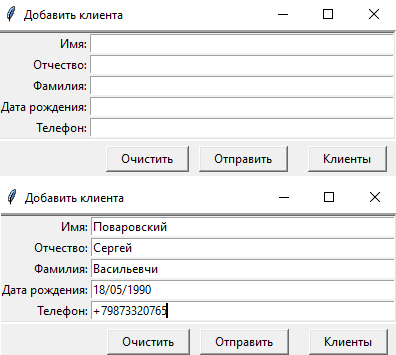 Добавить клиента
Имя:
Отчество:
Фамилия:
Дата рождения:
Телефон:
Очистить Отправить Клиенты
Добавить клиента
Имя: Поваровский
Отчество: Сергей
Фамилия: Васильевчи
Дата рождения: 18/05/1990
Телефон: +79873320765
Очистить Отправить Клиенты